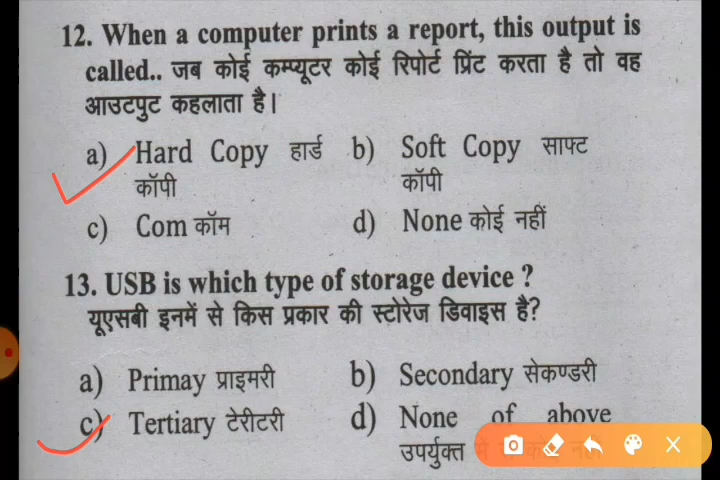 12. When a computer prints a report, this output is
called.. जब कोई कम्प्यूटर कोई रिपोर्ट प्रिंट करता है तो वह
आउटपुट कहलाता है।
a) Hard Copy हार्ड b) Soft Copy साफ्ट
कॉपी कॉपी
c) Com कॉम d) None कोई नहीं
13. USB is which type of storage device ?
यूएसबी इनमें से किस प्रकार की स्टोरेज डिवाइस है?
a) Primay प्राइमरी b) Secondary सेकण्डरी
c) Tertiary टेरीटरी d) None of above
उपर्युक्त